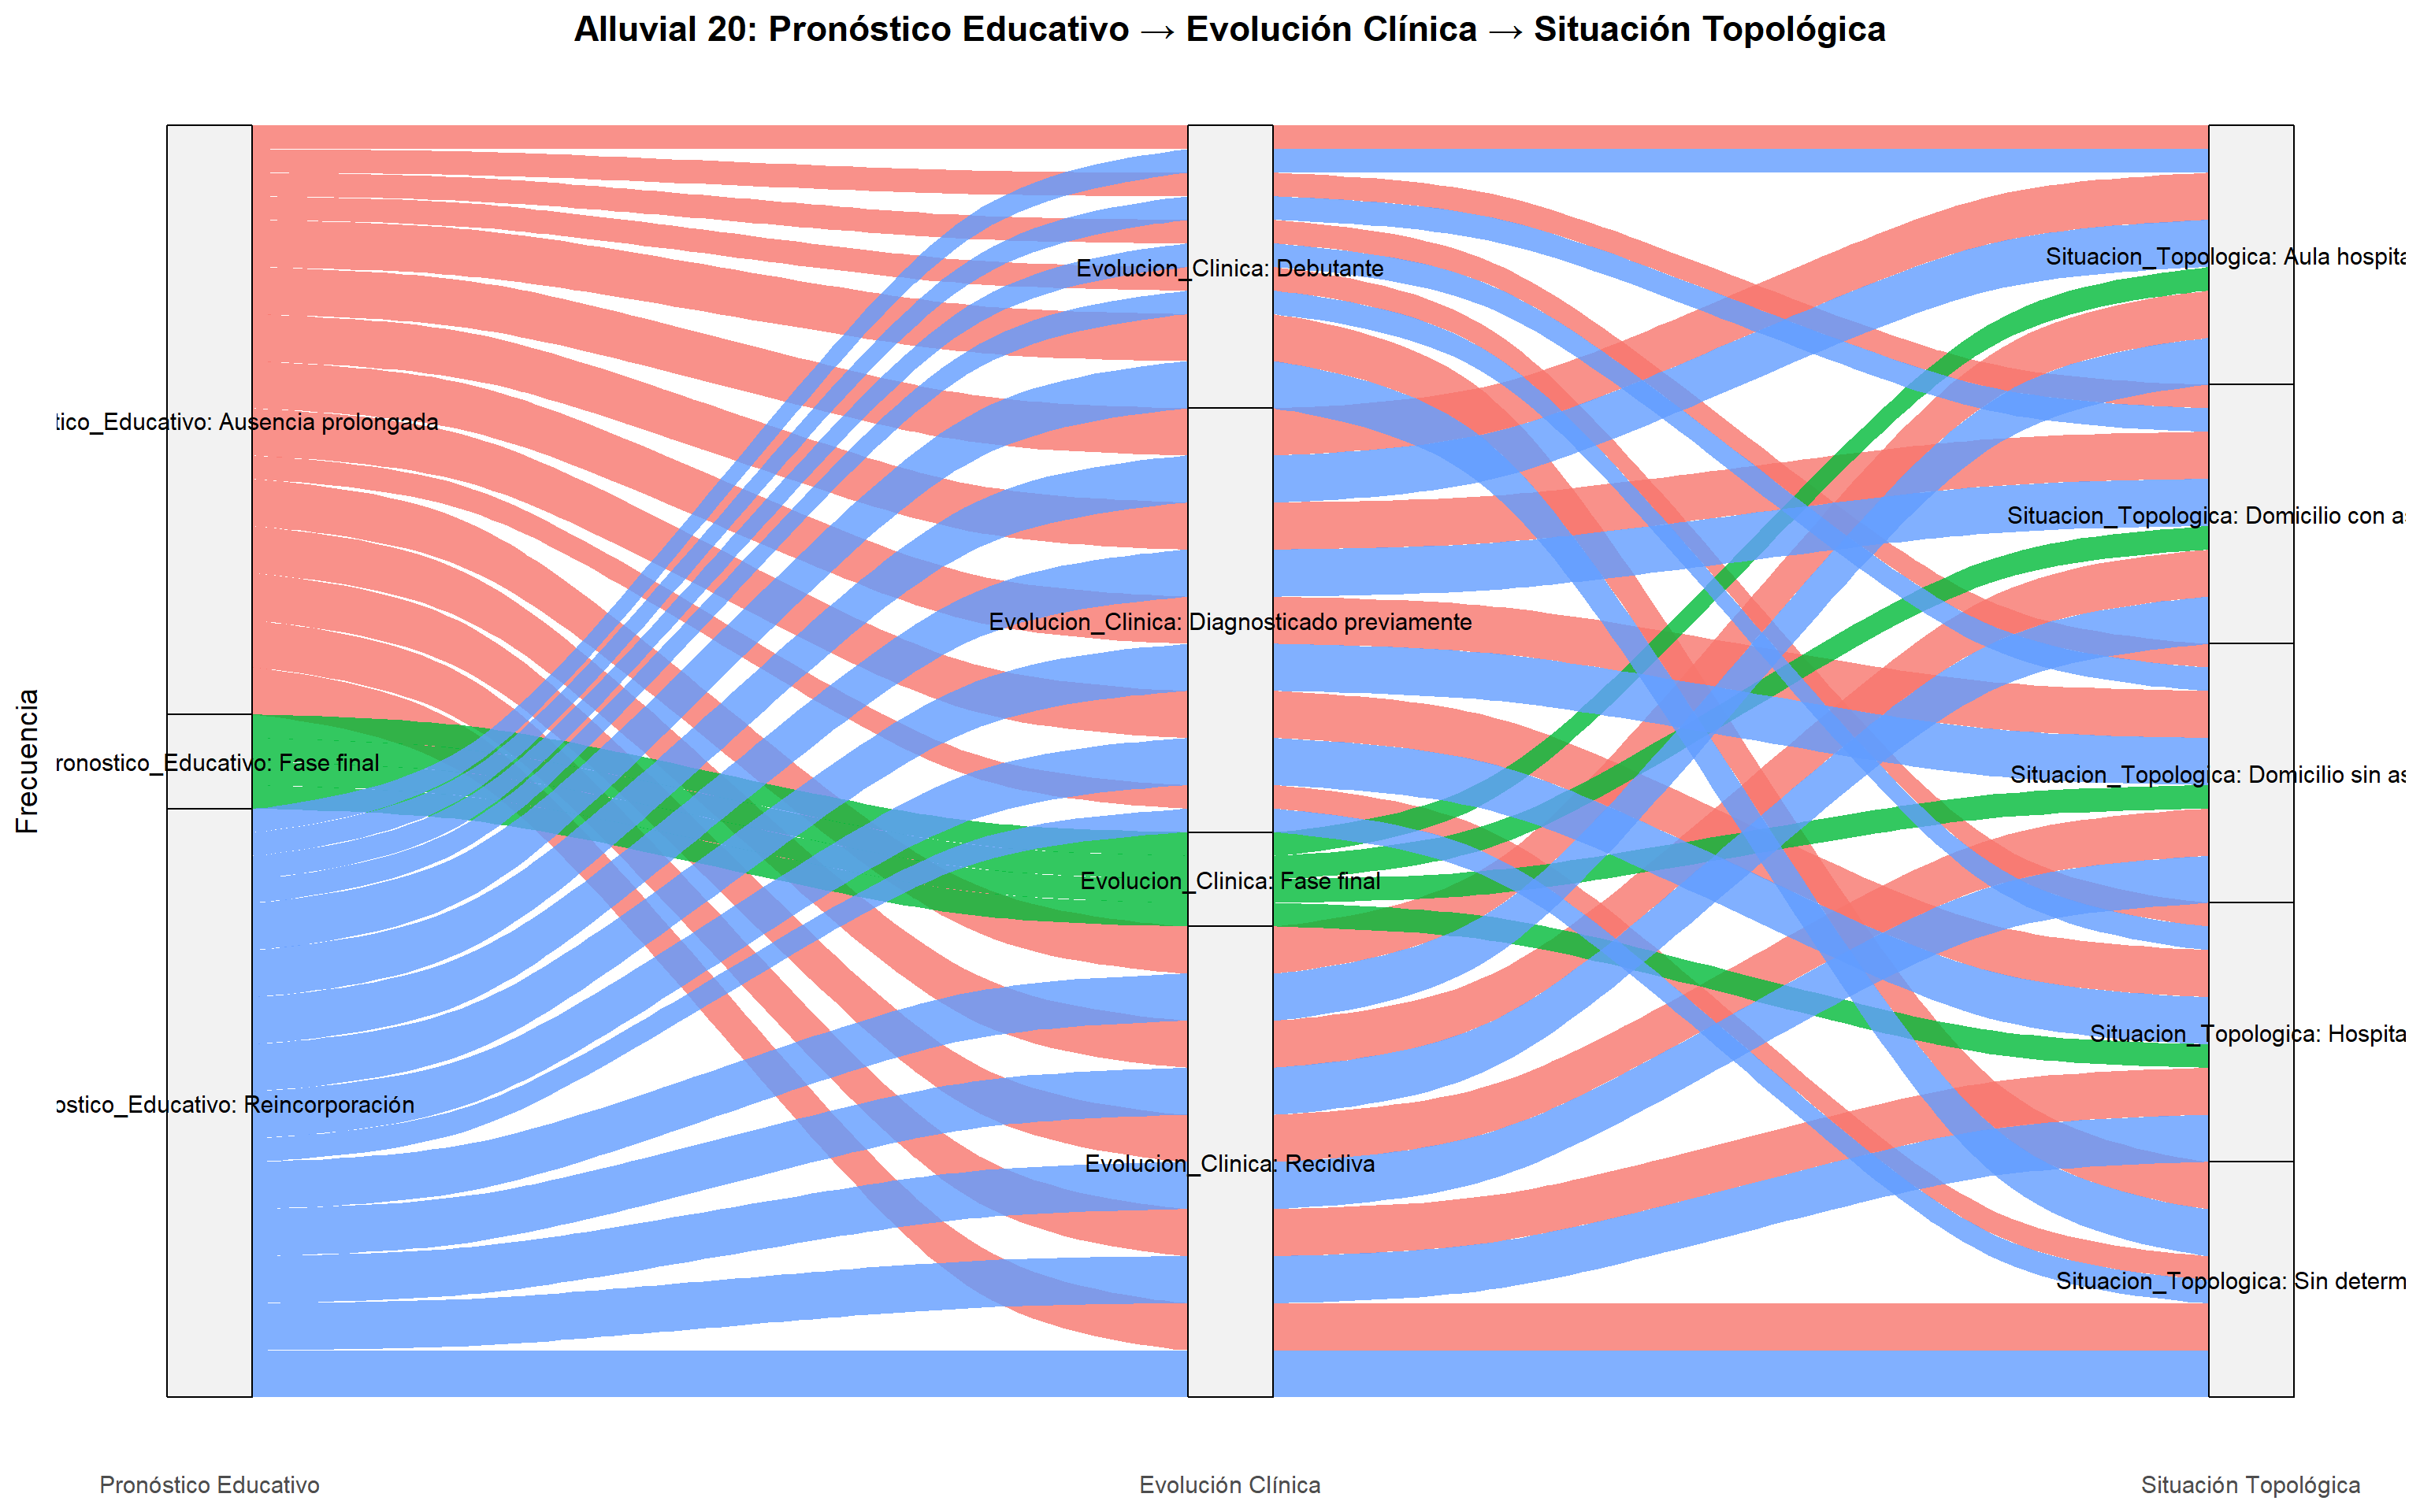 Alluvial 20: Pronóstico Educativo → Evolución Clínica → Situación Topológica
Frecuencia
tico_Educativo: Ausencia prolongada
ronostico_Educativo: Fase final
ostico_Educativo: Reincorporación
Evolucion_Clinica: Debutante
Evolucion_Clinica: Diagnosticado previamente
Evolucion_Clinica: Fase final
Evolucion_Clinica: Recidiva
Situacion_Topologica: Aula hospita
Situacion_Topologica: Domicilio con as
Situacion_Topologica: Domicilio sin as
Situacion_Topologica: Hospita
Situacion_Topologica: Sin determ
Pronóstico Educativo
Evolución Clínica
Situación Topológica